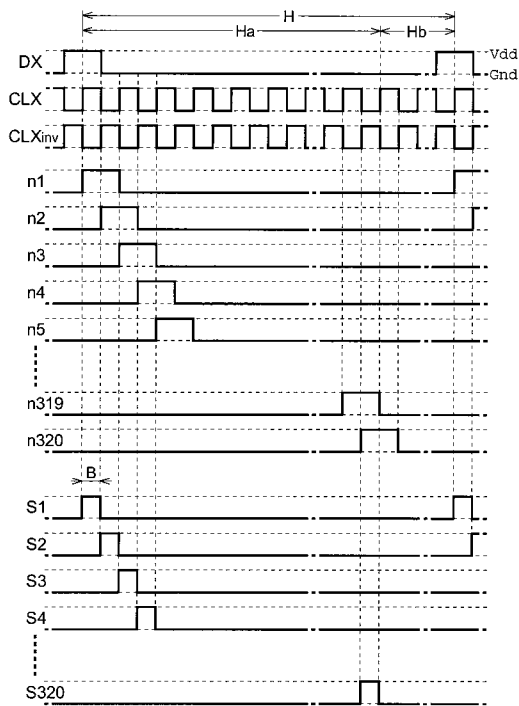 H
Ha Hb
DX Vdd
Gnd
CLX
CLXinv
n1
n2
n3
n4
n5
n319
n320
B
S1
S2
S3
S4
S320